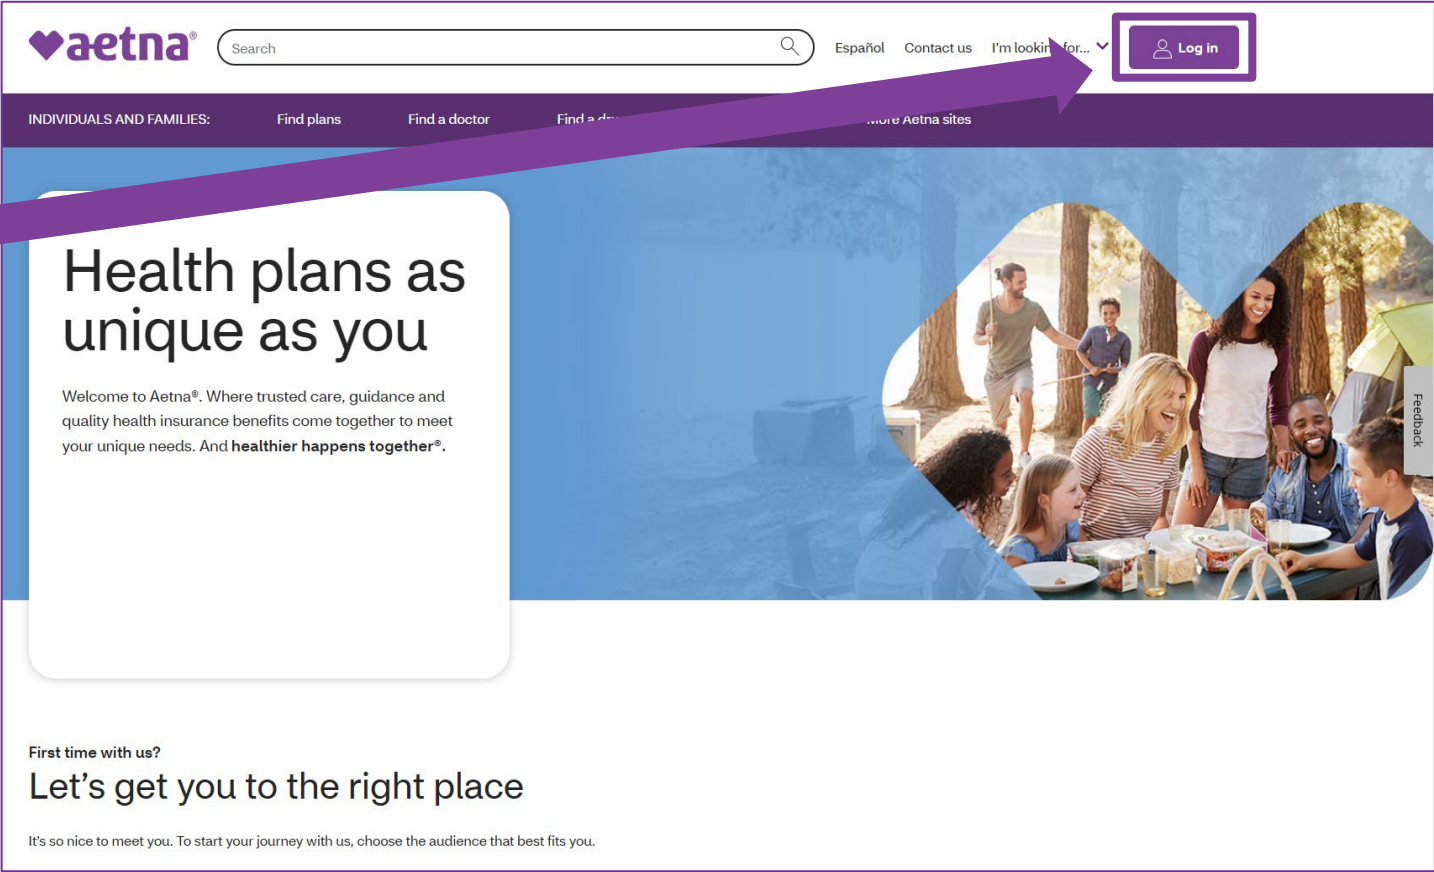 aetna®
Search
Español Contact us I'm looking for... Log in
INDIVIDUALS AND FAMILIES: Find plans Find a doctor Find a More Aetna sites
Health plans as
unique as you
Welcome to Aetna®. Where trusted care, guidance and
quality health insurance benefits come together to meet
your unique needs. And healthier happens together®.
Feedback
First time with us?
Let's get you to the right place
It's so nice to meet you. To start your journey with us, choose the audience that best fits you.